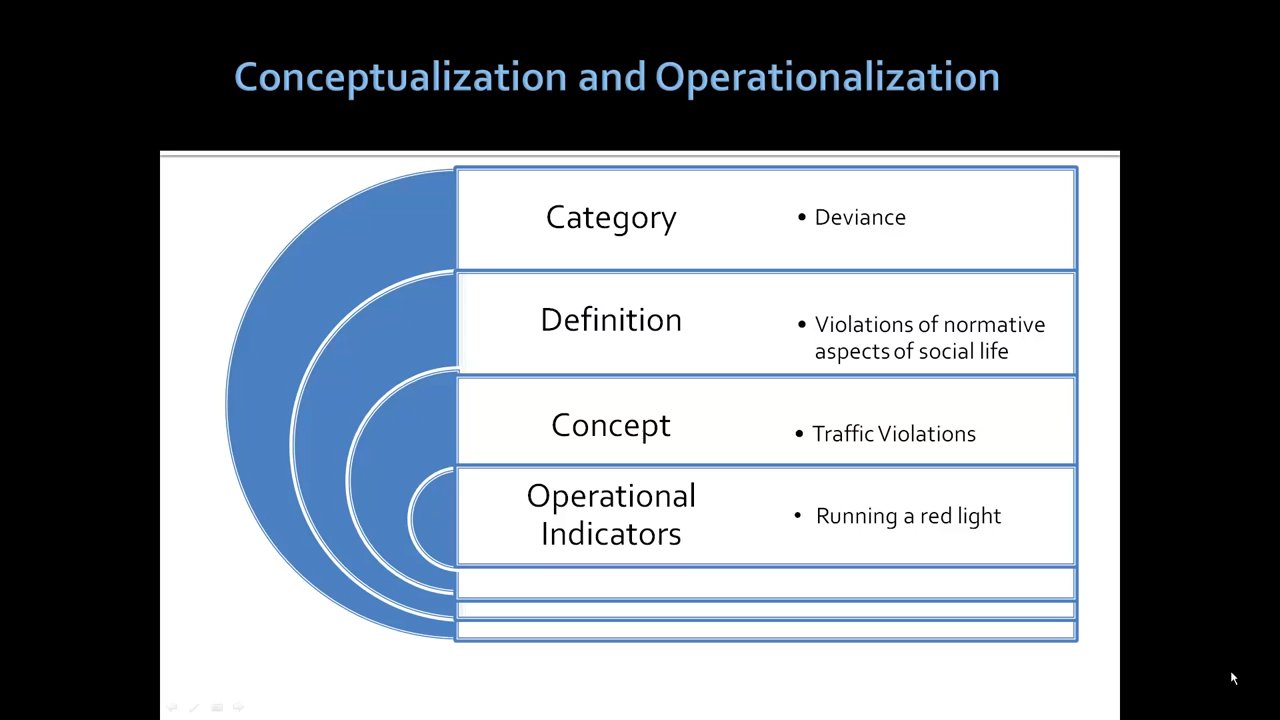 Conceptualization and Operationalization
Category
• Deviance
Definition
• Violations of normative
aspects of social life
Concept
• Traffic Violations
Operational
Indicators
• Running a red light